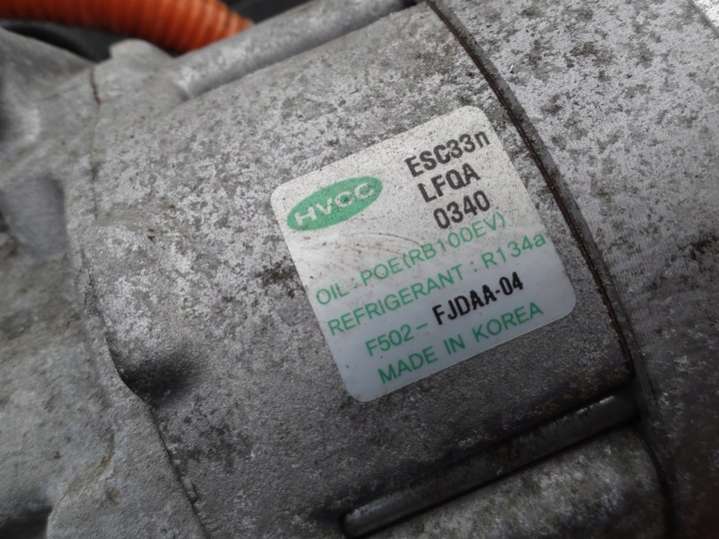 HVCC
ESC33n
LFQA
0340
OIL : POE(RB100EV)
REFRIGERANT : R134a
F502- FJDAA-04
MADE IN KOREA